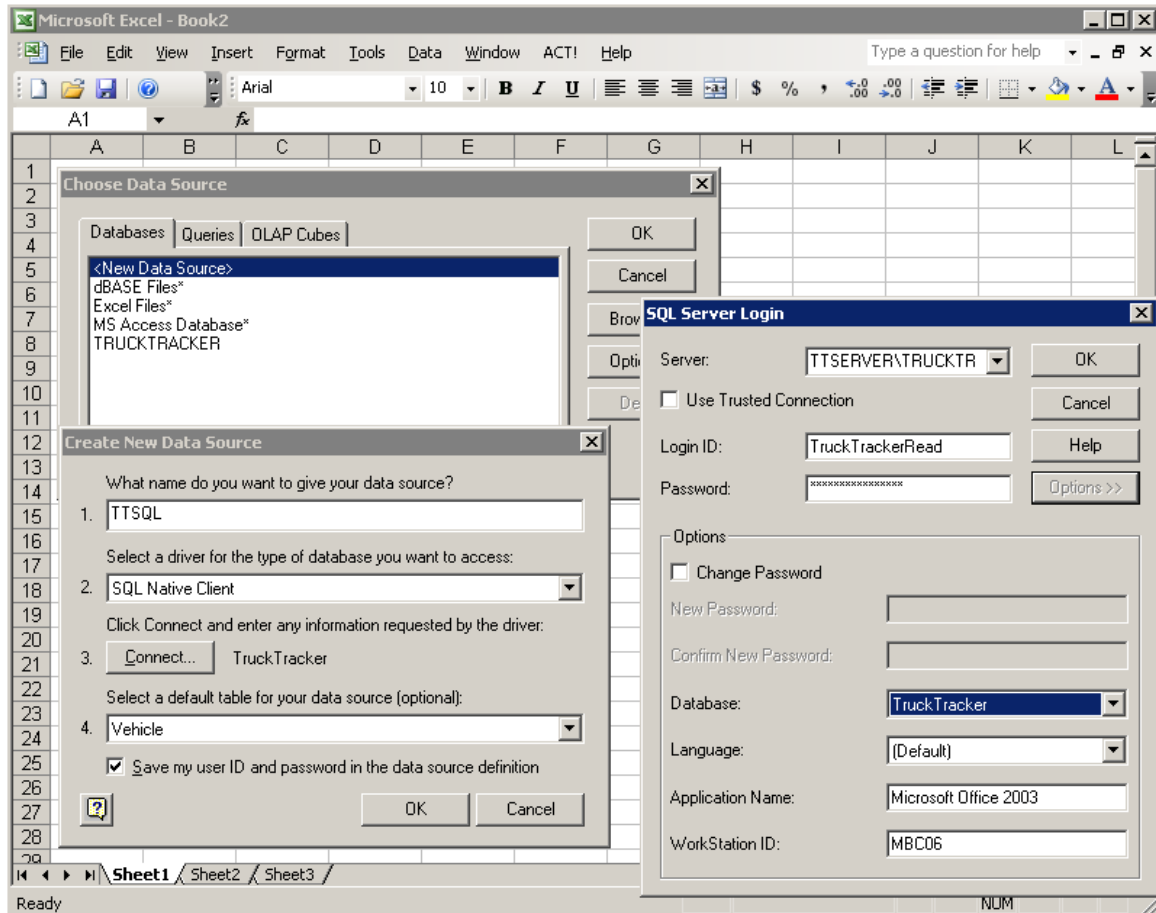 Microsoft Excel - Book2
File Edit View Insert Format Tools Data Window ACT! Help Type a question for help
Arial 10 B I U $ % , A
A1 fx
A B C D E F G H I J K L
1
2
3
4
5
6
7
8
9
10
11
12
13
14
15
16
17
18
19
20
21
22
23
24
25
26
27
28
29
Choose Data Source
Databases Queries OLAP Cubes
<New Data Source>
dBASE Files*
Excel Files*
MS Access Database*
TRUCKTRACKER
OK
Cancel
Brow
Opti
De
Create New Data Source
What name do you want to give your data source?
1. TTSQL
Select a driver for the type of database you want to access:
2. SQL Native Client
Click Connect and enter any information requested by the driver:
3. Connect... TruckTracker
Select a default table for your data source (optional):
4. Vehicle
Save my user ID and password in the data source definition
OK Cancel
SQL Server Login
Server: TTSERVER\TRUCKTR OK
Use Trusted Connection Cancel
Login ID: TruckTrackerRead Help
Password: **************** Options >>
Options
Change Password
New Password:
Confirm New Password:
Database: TruckTracker
Language: (Default)
Application Name: Microsoft Office 2003
WorkStation ID: MBC06
Sheet1 Sheet2 Sheet3
Ready NUM